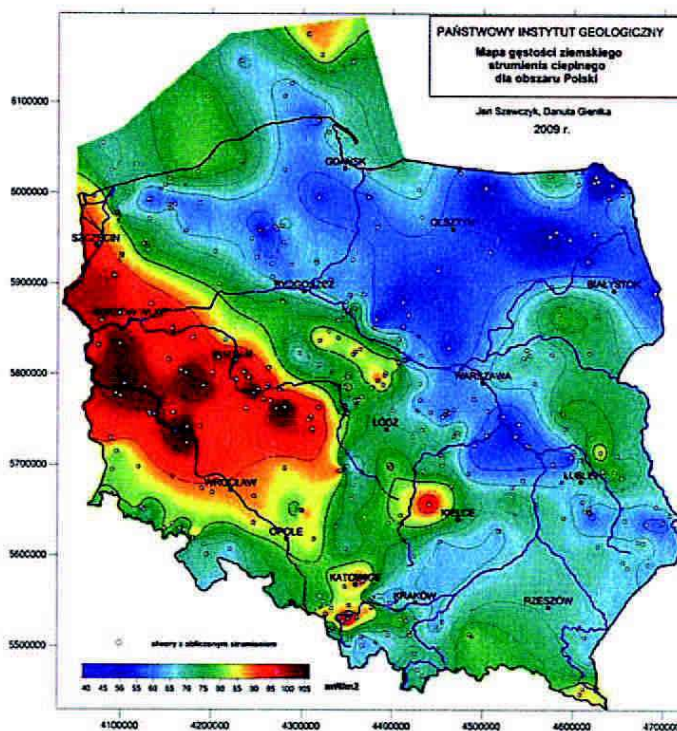 PAŃSTWOWY INSTYTUT GEOLOGICZNY
Mapa gęstości ziemskiego
strumienia cieplnego
dla obszaru Polski
Jan Szewczyk, Danuta Gientka
2009 r.
6100000
GDAŃSK
6000000
OLSZTYN
SZCZECIN
5900000
BYDGOSZCZ
BIAŁYSTOK
5800000
WARSZAWA
ŁÓDŹ
5700000
WROCŁAW
LUBLIN
KIELCE
OPOLE
5600000
KATOWICE
KRAKÓW
RZESZÓW
5500000
otwory z obliczonym strumieniem
40 45 50 55 60 65 70 75 80 85 90 95 100 105
4100000 4200000 4300000 4400000 4500000 4600000